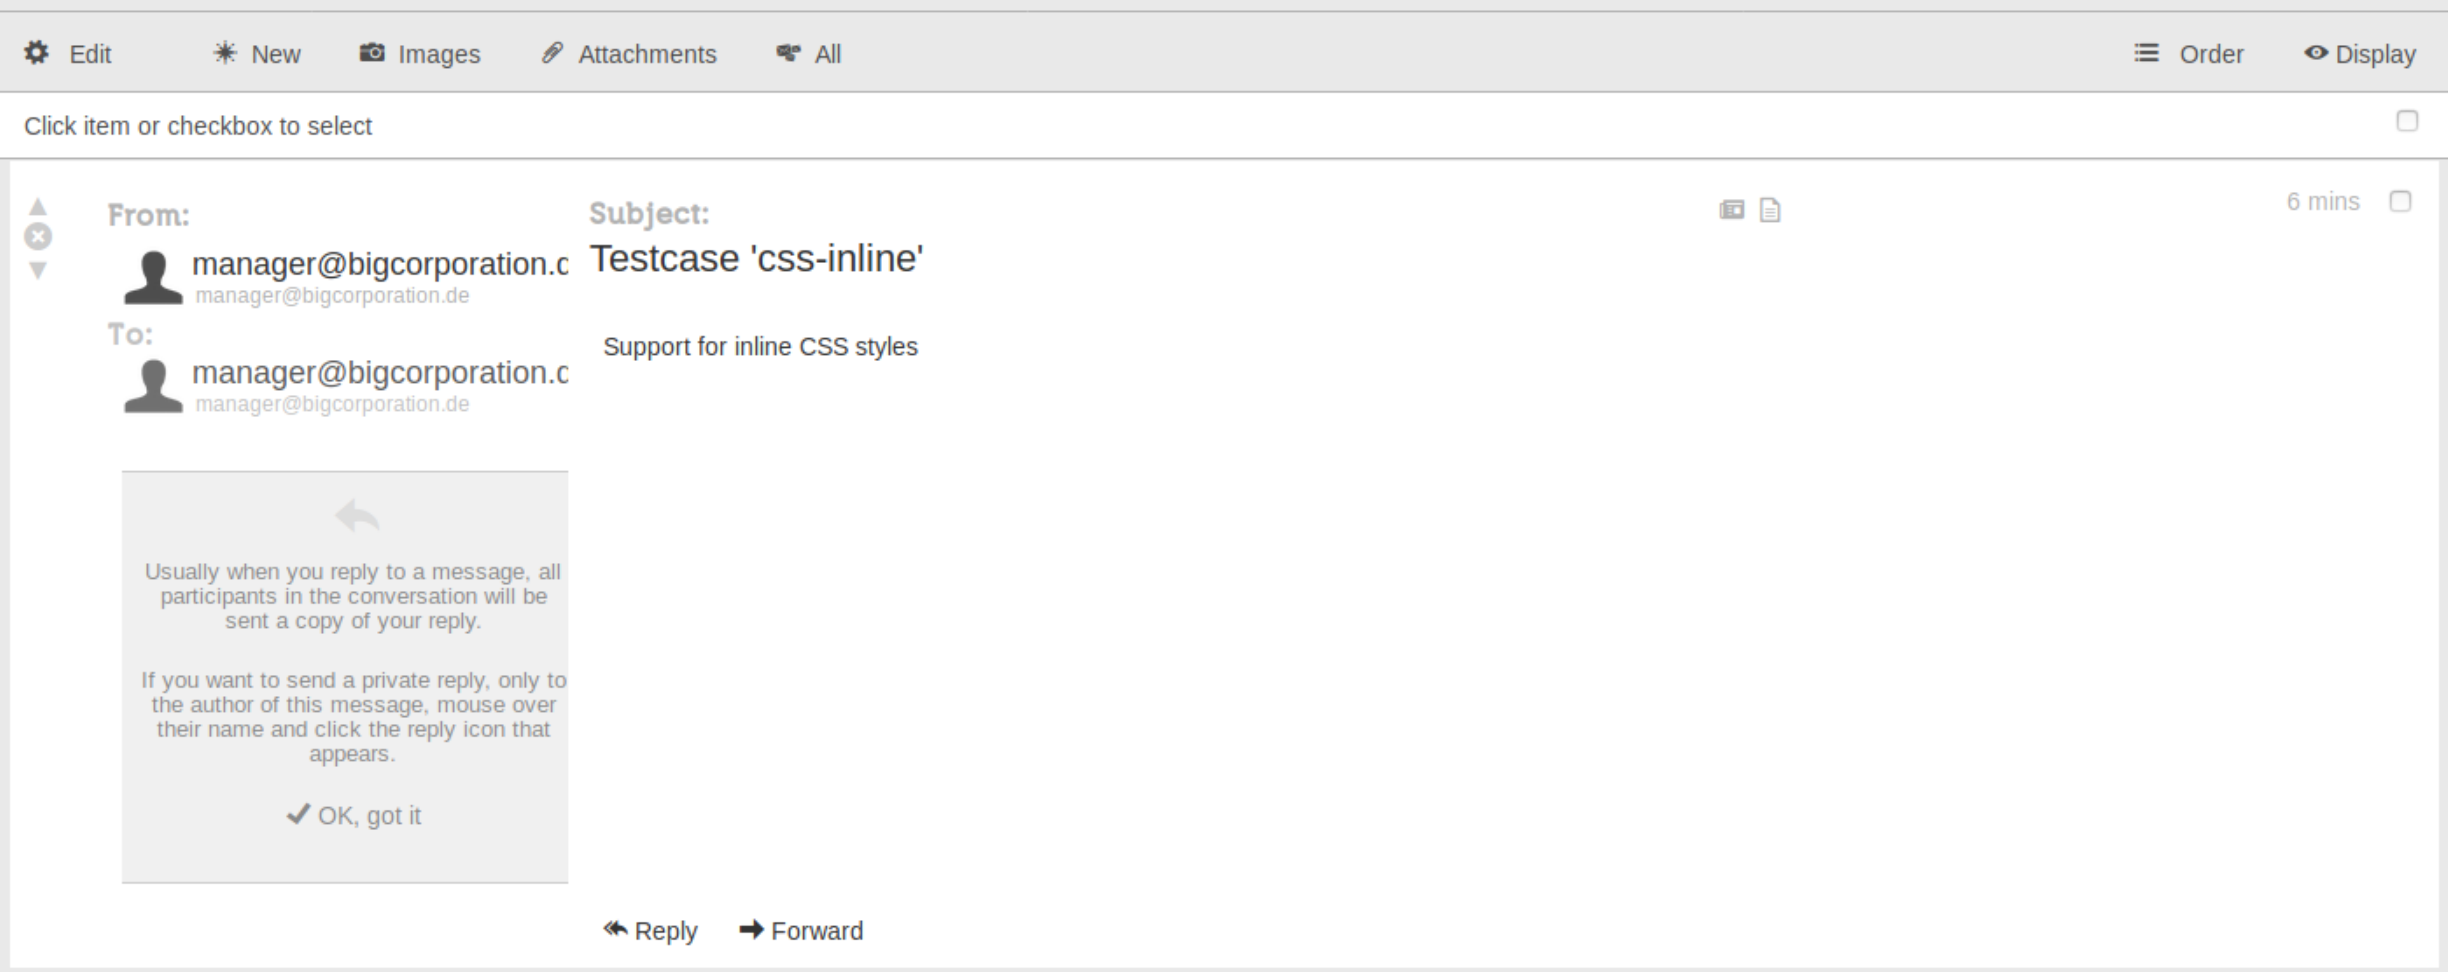 Edit New Images Attachments All Order Display
Click item or checkbox to select
6 mins
From:
manager@bigcorporation.d
manager@bigcorporation.de
To:
manager@bigcorporation.d
manager@bigcorporation.de
Subject:
Testcase 'css-inline'
Support for inline CSS styles
Usually when you reply to a message, all
participants in the conversation will be
sent a copy of your reply.
If you want to send a private reply, only to
the author of this message, mouse over
their name and click the reply icon that
appears.
OK, got it
Reply Forward